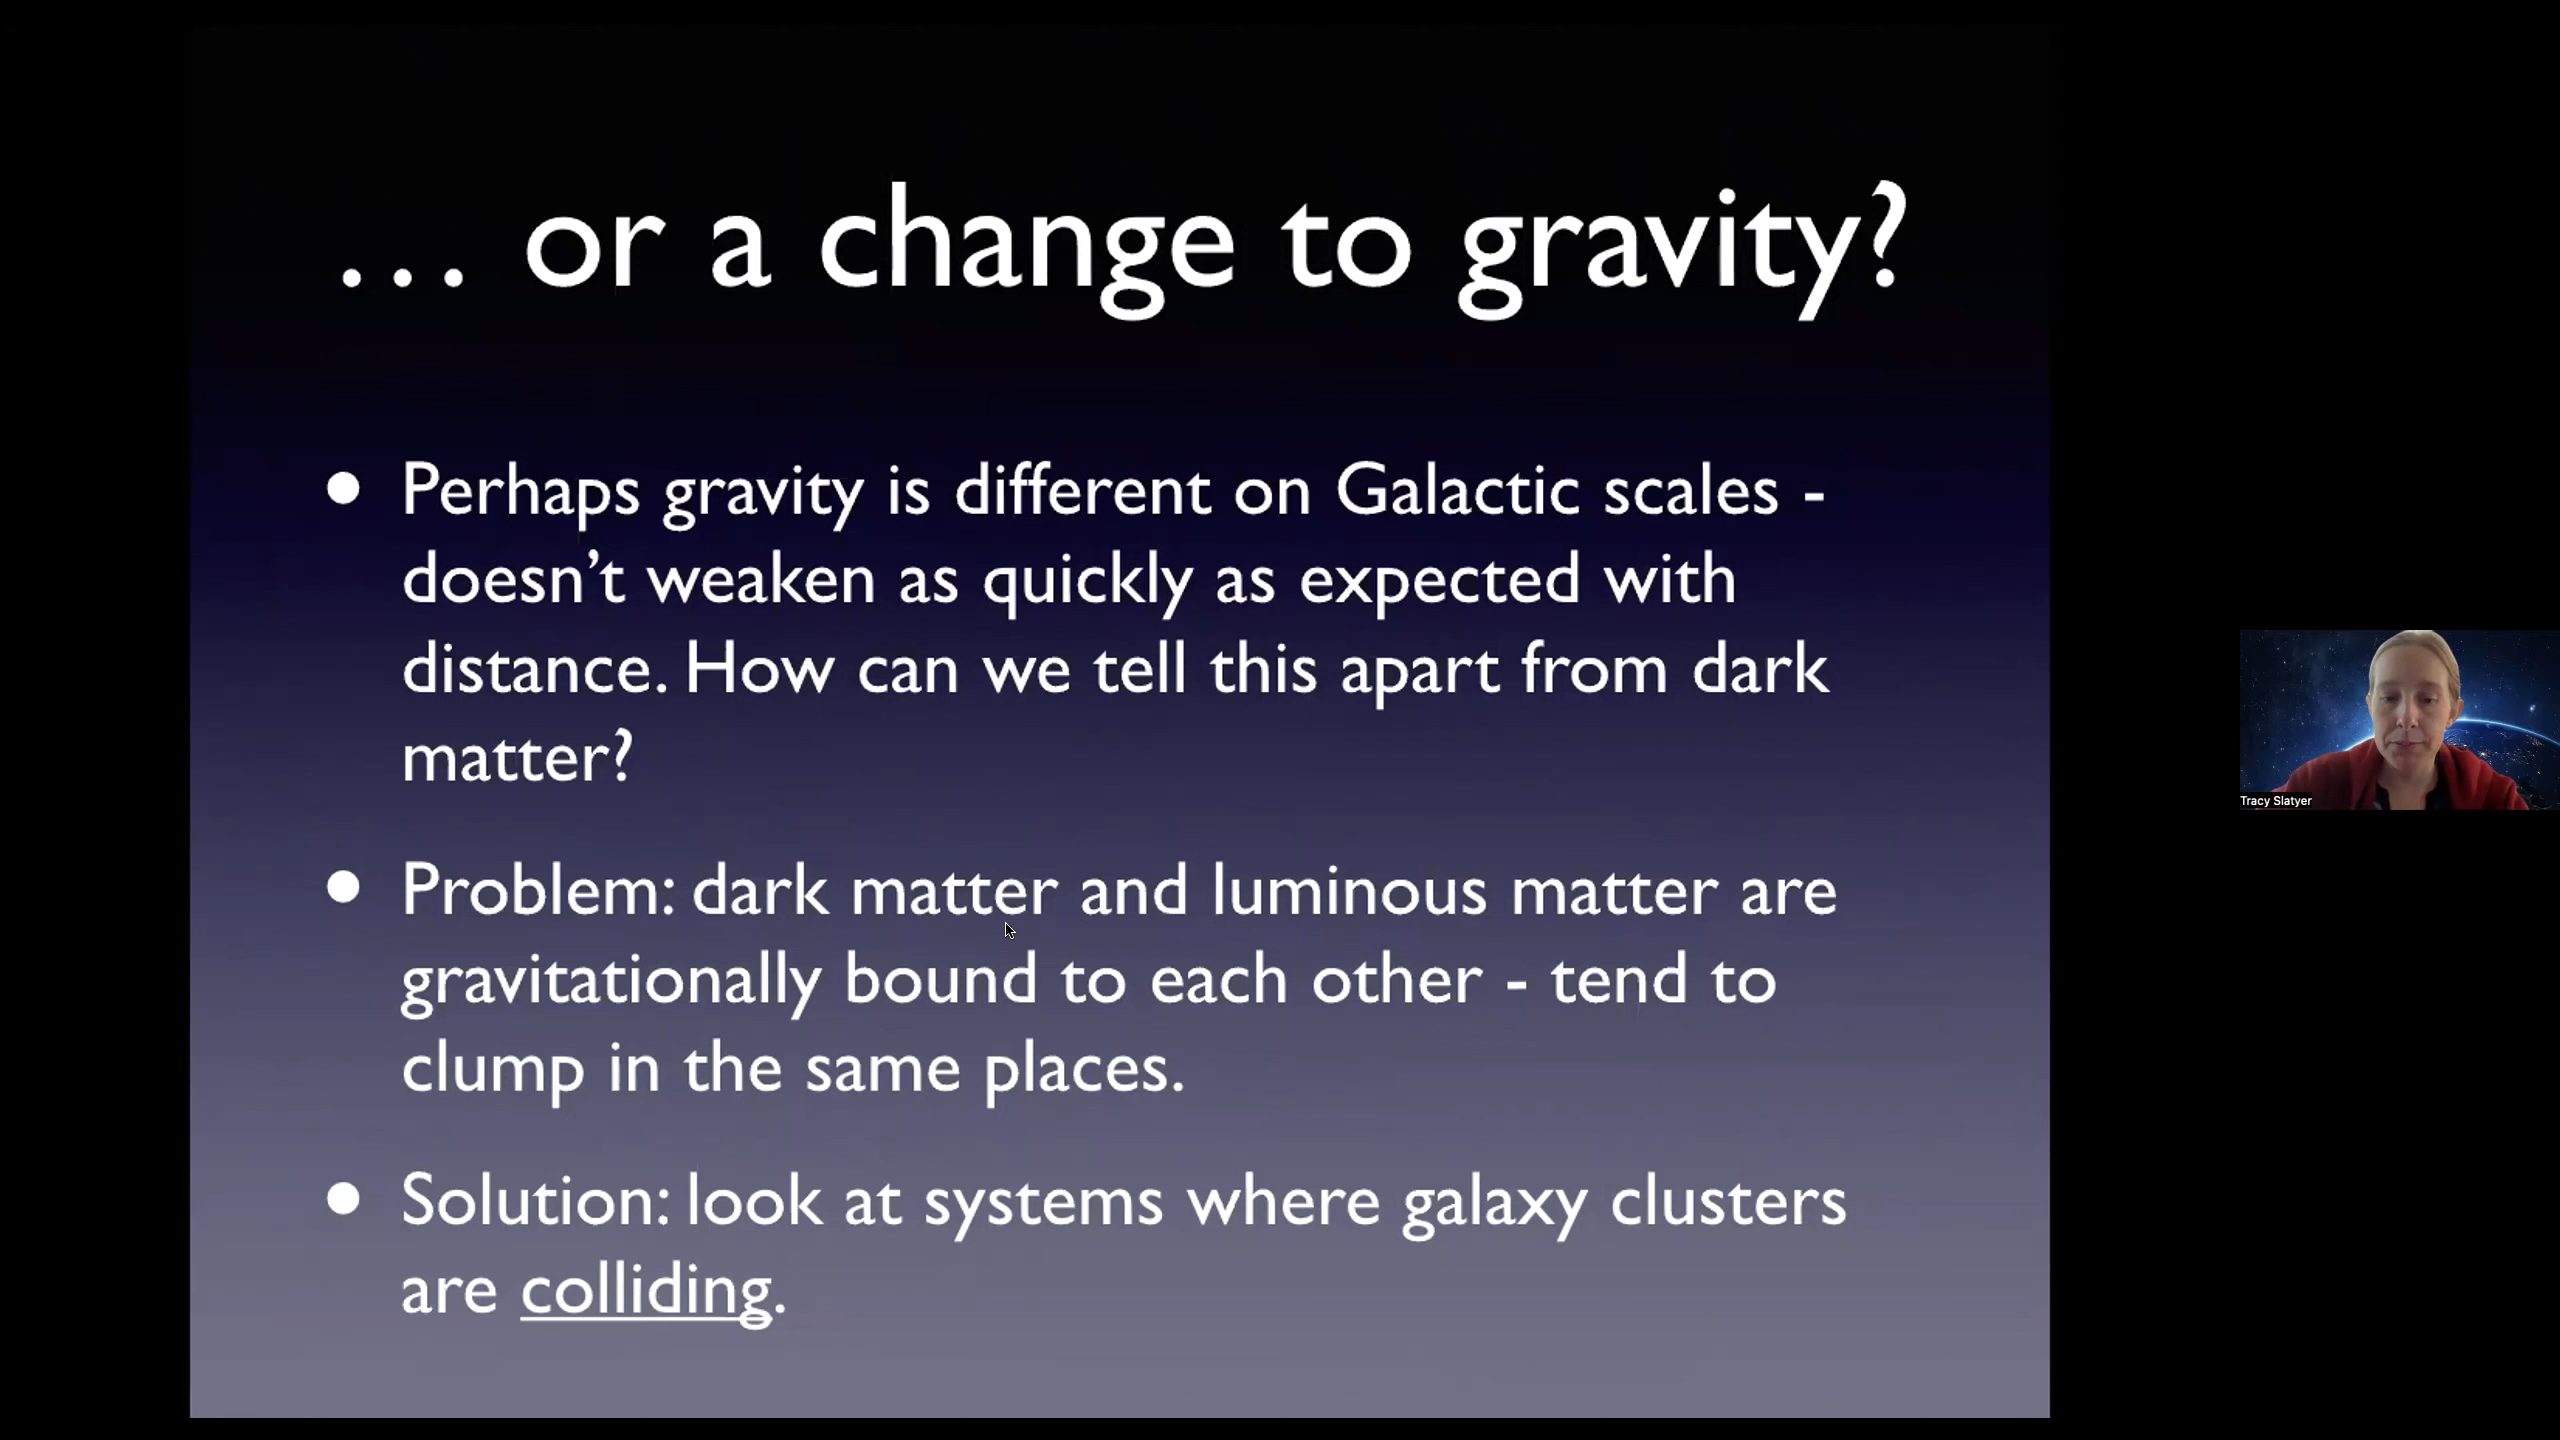 … or a change to gravity?
• Perhaps gravity is different on Galactic scales -
doesn’t weaken as quickly as expected with
distance. How can we tell this apart from dark
matter?
• Problem: dark matter and luminous matter are
gravitationally bound to each other - tend to
clump in the same places.
• Solution: look at systems where galaxy clusters
are colliding.
Tracy Slatyer